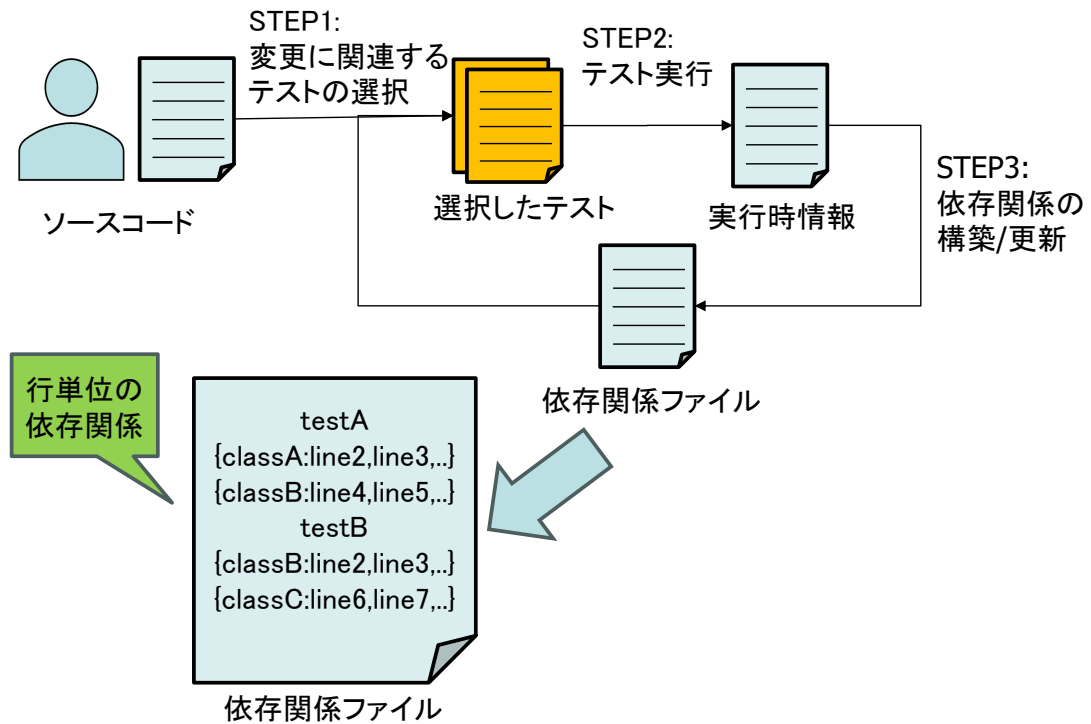 STEP1:
変更に関連する
テストの選択
STEP2:
テスト実行
ソースコード
選択したテスト
実行時情報
STEP3:
依存関係の
構築/更新
依存関係ファイル
行単位の
依存関係
testA
{classA:line2,line3,..}
{classB:line4,line5,..}
testB
{classB:line2,line3,..}
{classC:line6,line7,..}
依存関係ファイル